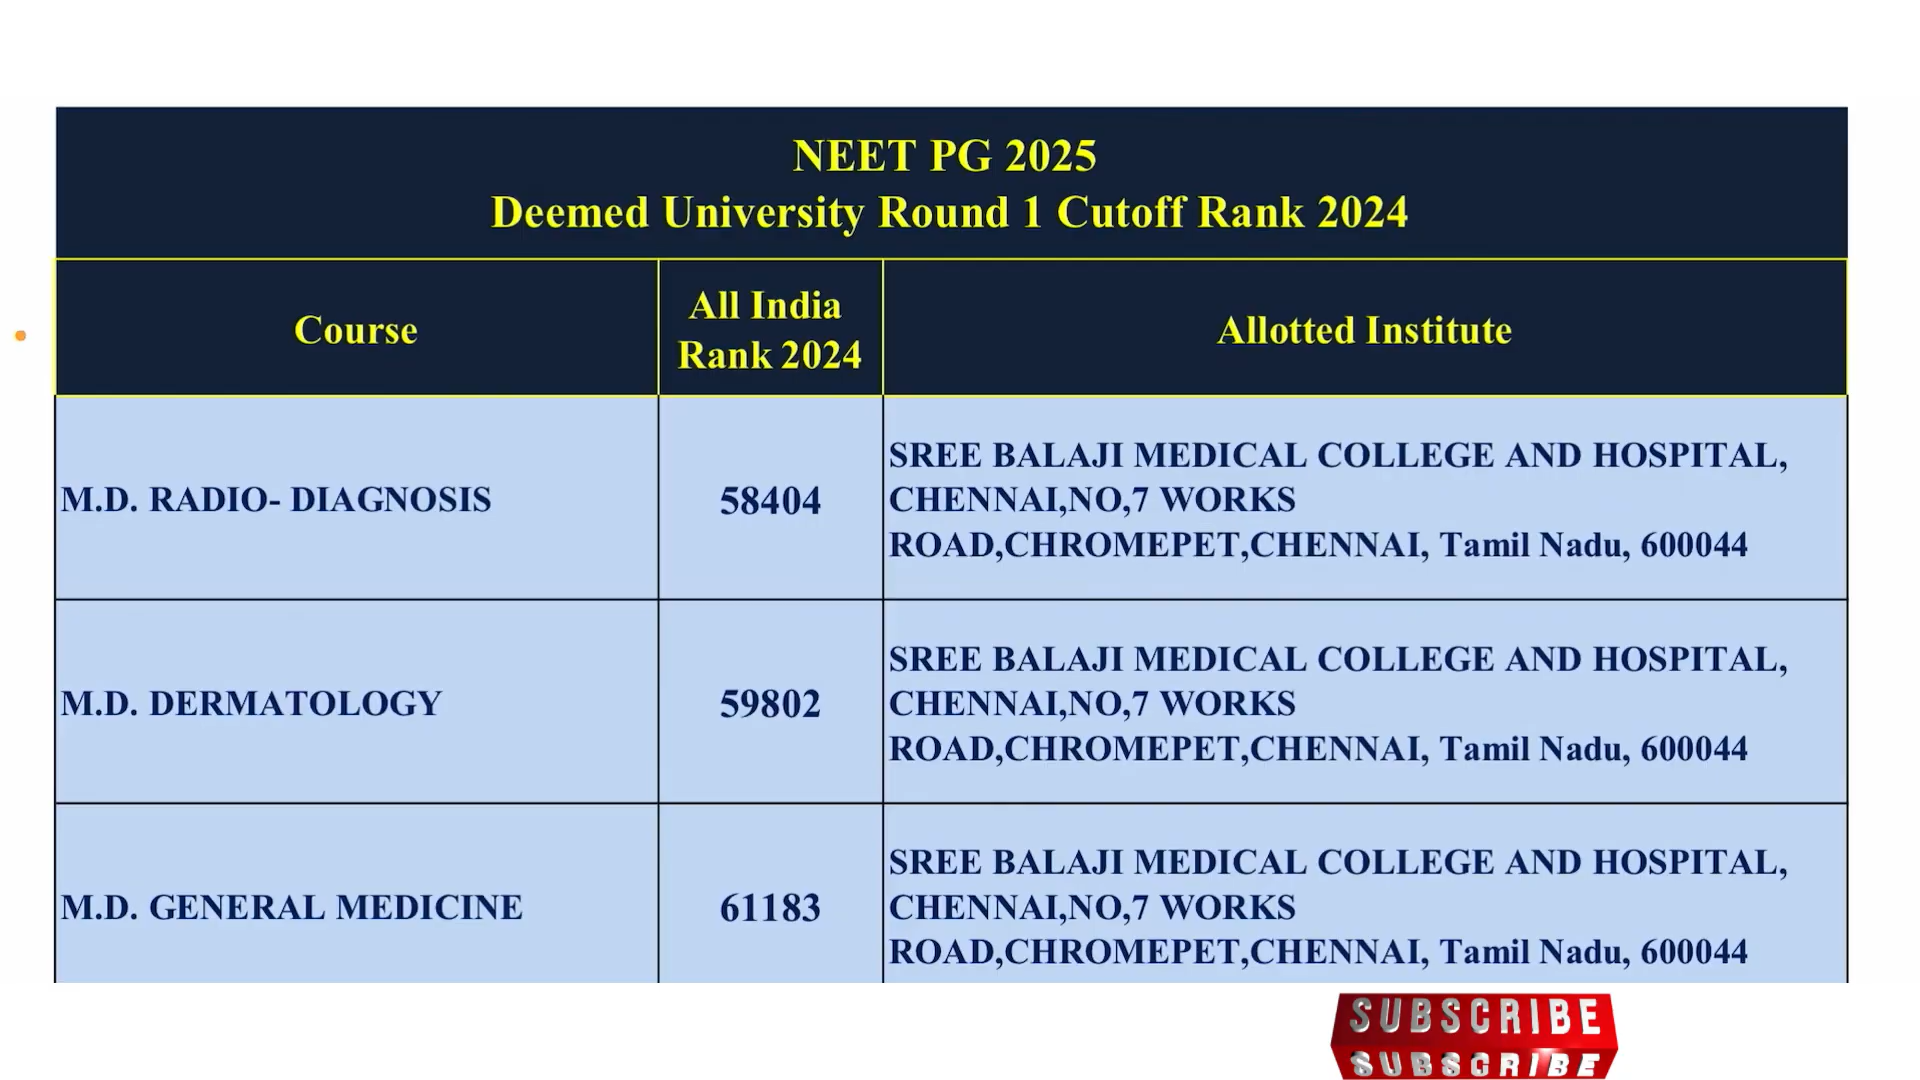 NEET PG 2025
Deemed University Round 1 Cutoff Rank 2024
Course
All India
Rank 2024
Allotted Institute
M.D. RADIO- DIAGNOSIS
58404
SREE BALAJI MEDICAL COLLEGE AND HOSPITAL,
CHENNAI,NO,7 WORKS
ROAD,CHROMEPET,CHENNAI, Tamil Nadu, 600044
M.D. DERMATOLOGY
59802
SREE BALAJI MEDICAL COLLEGE AND HOSPITAL,
CHENNAI,NO,7 WORKS
ROAD,CHROMEPET,CHENNAI, Tamil Nadu, 600044
M.D. GENERAL MEDICINE
61183
SREE BALAJI MEDICAL COLLEGE AND HOSPITAL,
CHENNAI,NO,7 WORKS
ROAD,CHROMEPET,CHENNAI, Tamil Nadu, 600044
SUBSCRIBE
SUBSCRIBE